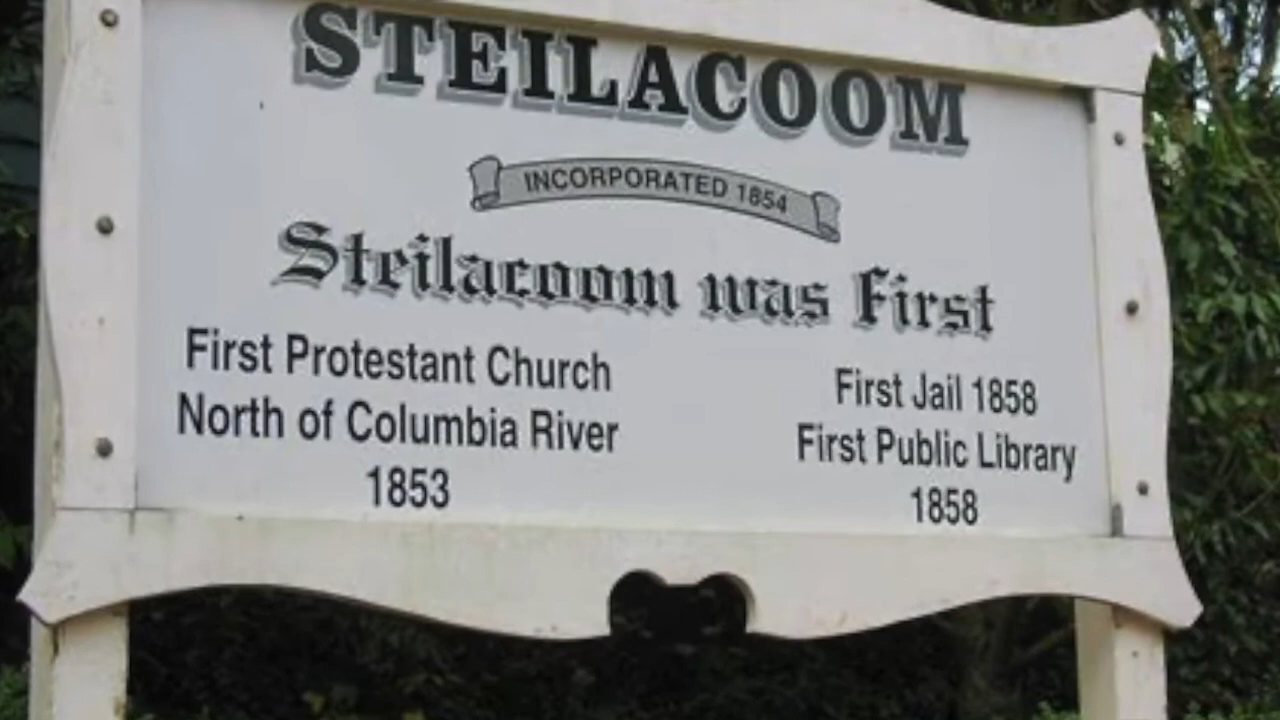 STEILACOOM
INCORPORATED 1854
Steilacoom was First
First Protestant Church
North of Columbia River
1853
First Jail 1858
First Public Library
1858